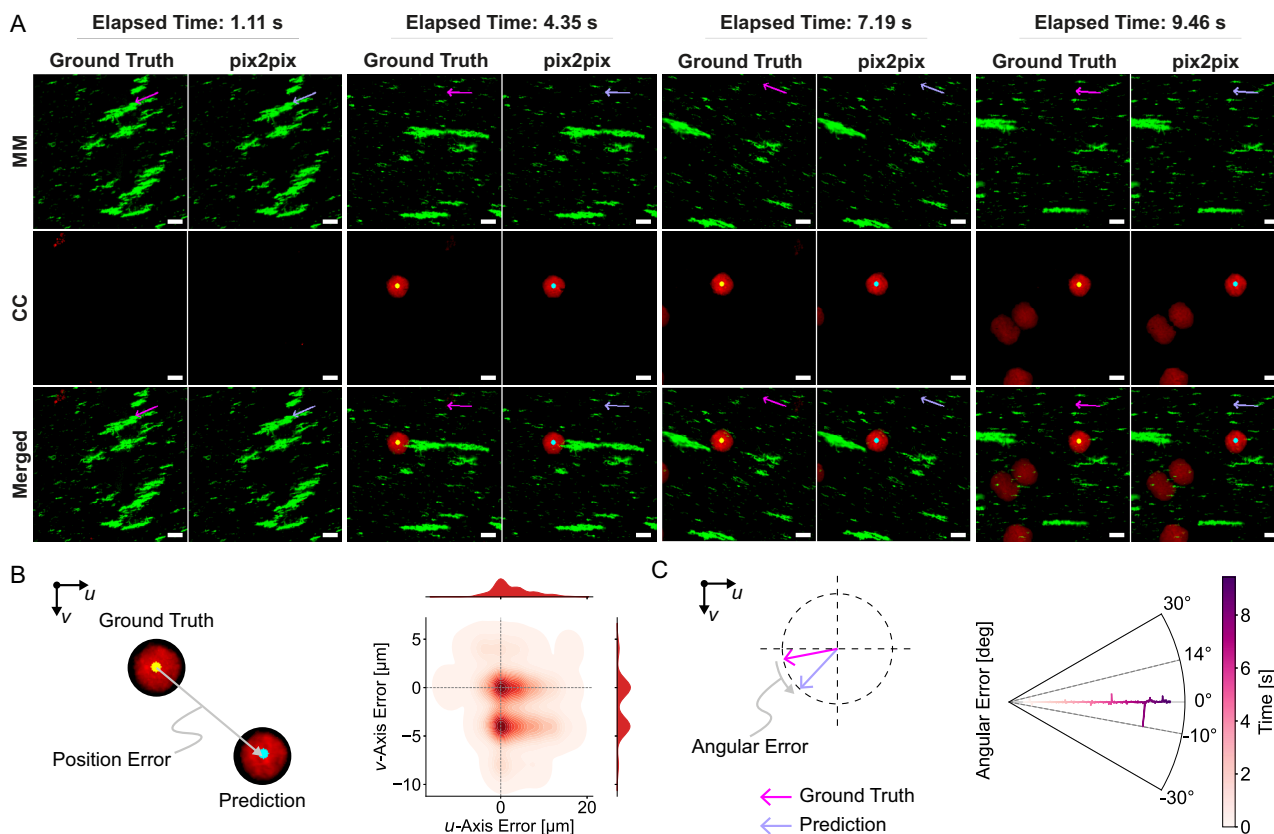 A
Elapsed Time: 1.11 s
Elapsed Time: 4.35 s
Elapsed Time: 7.19 s
Elapsed Time: 9.46 s
Ground Truth
pix2pix
Ground Truth
pix2pix
Ground Truth
pix2pix
Ground Truth
pix2pix
MM
CC
Merged
B
u
v
Ground Truth
Position Error
Prediction
v-Axis Error [μm]
5
0
−5
−10
0
20
u-Axis Error [μm]
C
u
v
Angular Error
Ground Truth
Prediction
Angular Error [deg]
30°
14°
0°
-10°
-30°
Time [s]
8
6
4
2
0